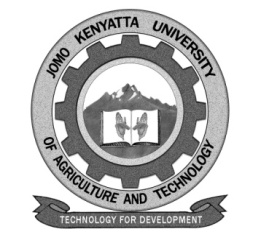 JOMO KENYATTA UNIVERSITY
OF AGRICULTURE AND TECHNOLOGY
TECHNOLOGY FOR DEVELOPMENT